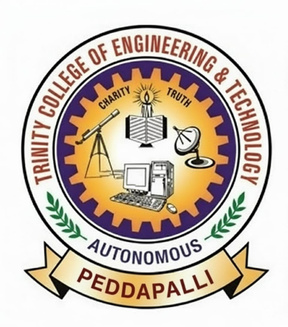 TRINITY COLLEGE OF ENGINEERING & TECHNOLOGY
CHARITY TRUTH
AUTONOMOUS
PEDDAPALLI